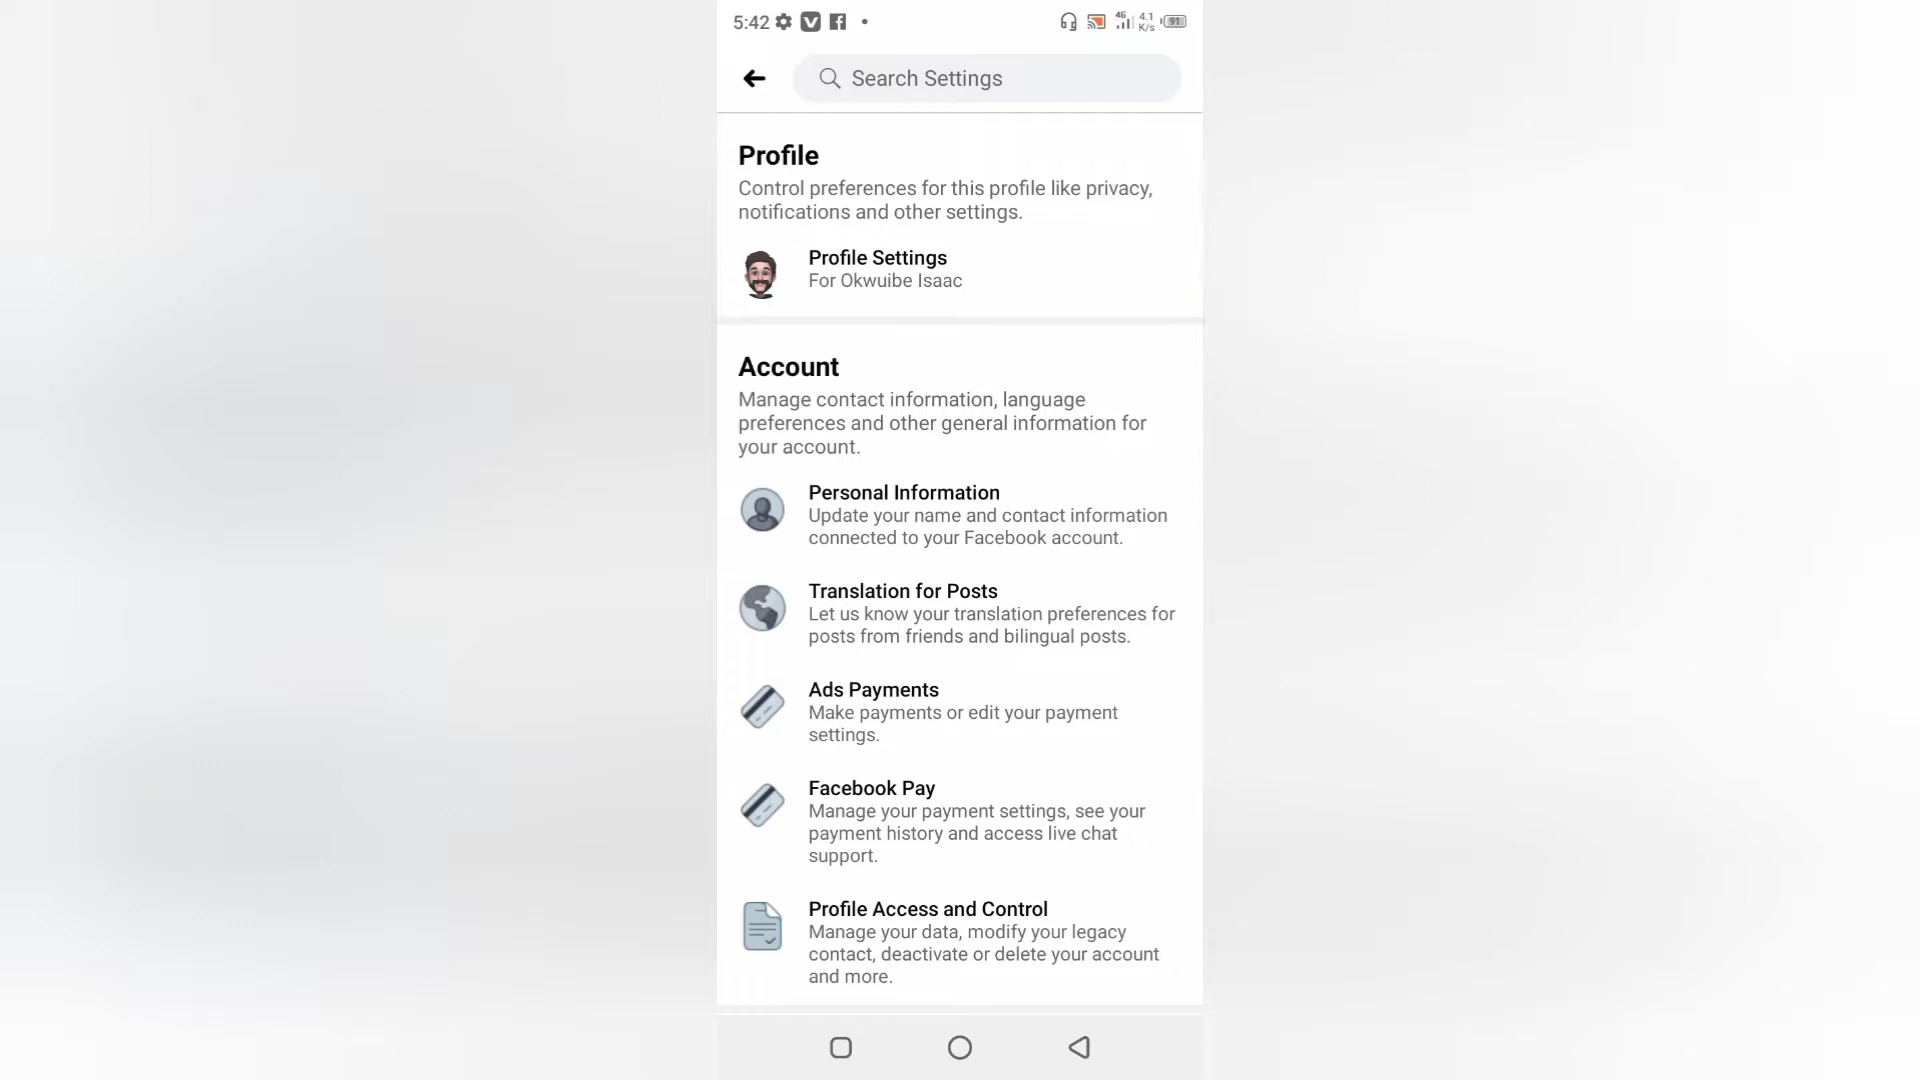 5:42
4G
4.1
K/s
91
Search Settings
Profile
Control preferences for this profile like privacy,
notifications and other settings.
Profile Settings
For Okwuibe Isaac
Account
Manage contact information, language
preferences and other general information for
your account.
Personal Information
Update your name and contact information
connected to your Facebook account.
Translation for Posts
Let us know your translation preferences for
posts from friends and bilingual posts.
Ads Payments
Make payments or edit your payment
settings.
Facebook Pay
Manage your payment settings, see your
payment history and access live chat
support.
Profile Access and Control
Manage your data, modify your legacy
contact, deactivate or delete your account
and more.